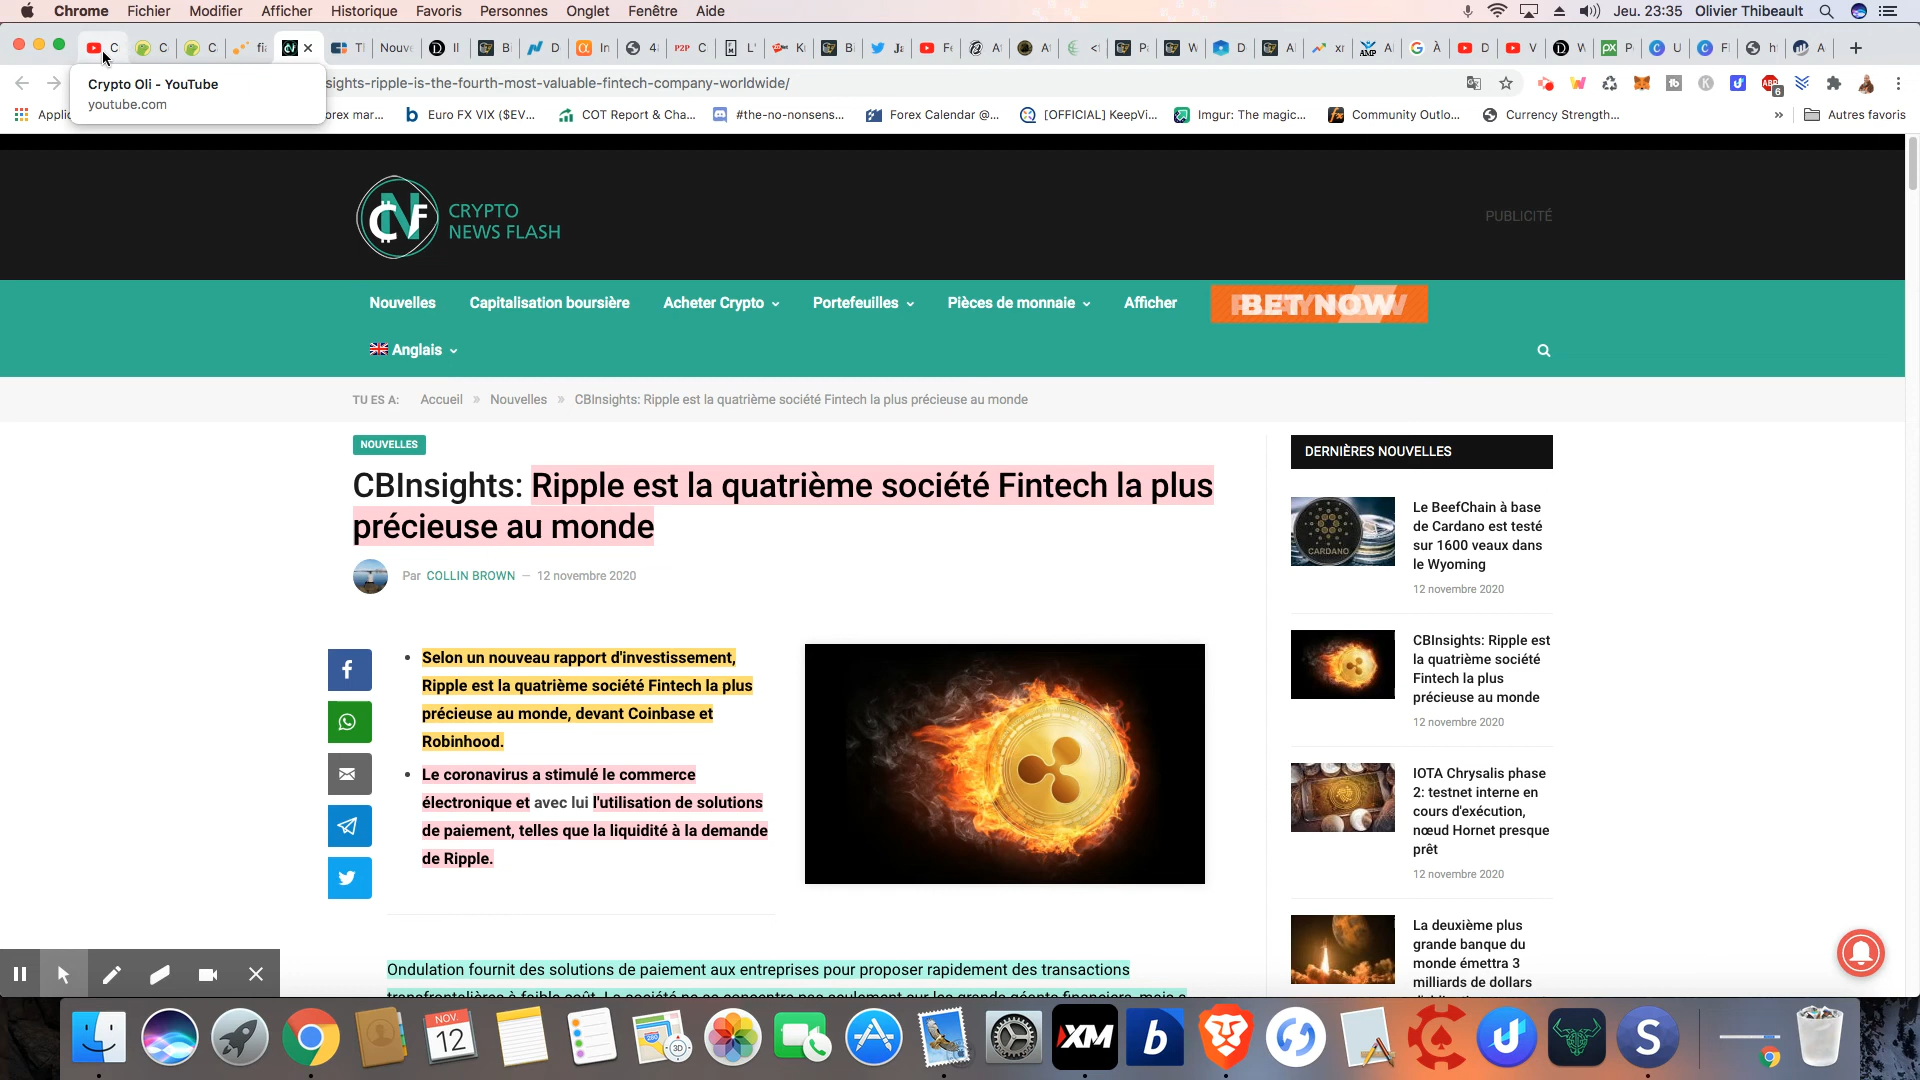 Chrome Fichier Modifier Afficher Historique Favoris Personnes Onglet Fenêtre Aide Jeu. 23:35 Olivier Thibeault
Crypto Oli - YouTube
youtube.com
sights-ripple-is-the-fourth-most-valuable-fintech-company-worldwide/
Euro FX VIX ($EV... COT Report & Cha... #the-no-nonsens... Forex Calendar @... [OFFICIAL] KeepVi... Imgur: The magic... Community Outlo... Currency Strength... » Autres favoris
CRYPTO
NEWS FLASH
PUBLICITÉ
Nouvelles Capitalisation boursière Acheter Crypto Portefeuilles Pièces de monnaie Afficher BET NOW
Anglais
TU ES A: Accueil » Nouvelles » CBInsights: Ripple est la quatrième société Fintech la plus précieuse au monde
NOUVELLES
CBInsights: Ripple est la quatrième société Fintech la plus
précieuse au monde
Par COLLIN BROWN — 12 novembre 2020
• Selon un nouveau rapport d'investissement,
Ripple est la quatrième société Fintech la plus
précieuse au monde, devant Coinbase et
Robinhood.
• Le coronavirus a stimulé le commerce
électronique et avec lui l'utilisation de solutions
de paiement, telles que la liquidité à la demande
de Ripple.
Ondulation fournit des solutions de paiement aux entreprises pour proposer rapidement des transactions
DERNIÈRES NOUVELLES
CARDANO
Le BeefChain à base
de Cardano est testé
sur 1600 veaux dans
le Wyoming
12 novembre 2020
CBInsights: Ripple est
la quatrième société
Fintech la plus
précieuse au monde
12 novembre 2020
IOTA Chrysalis phase
2: testnet interne en
cours d'exécution,
nœud Hornet presque
prêt
12 novembre 2020
La deuxième plus
grande banque du
monde émettra 3
milliards de dollars
NOV.
12
XM
b
S